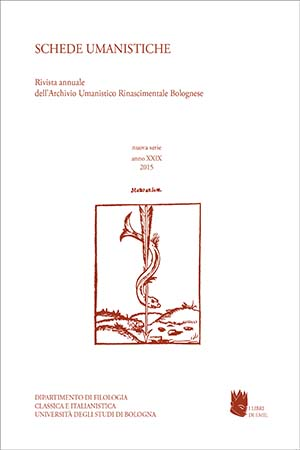 SCHEDE UMANISTICHE
Rivista annuale
dell'Archivio Umanistico Rinascimentale Bolognese
nuova serie
anno XXIX
2015
DIPARTIMENTO DI FILOLOGIA
CLASSICA E ITALIANISTICA
UNIVERSITÀ DEGLI STUDI DI BOLOGNA
I LIBRI
DI EMIL